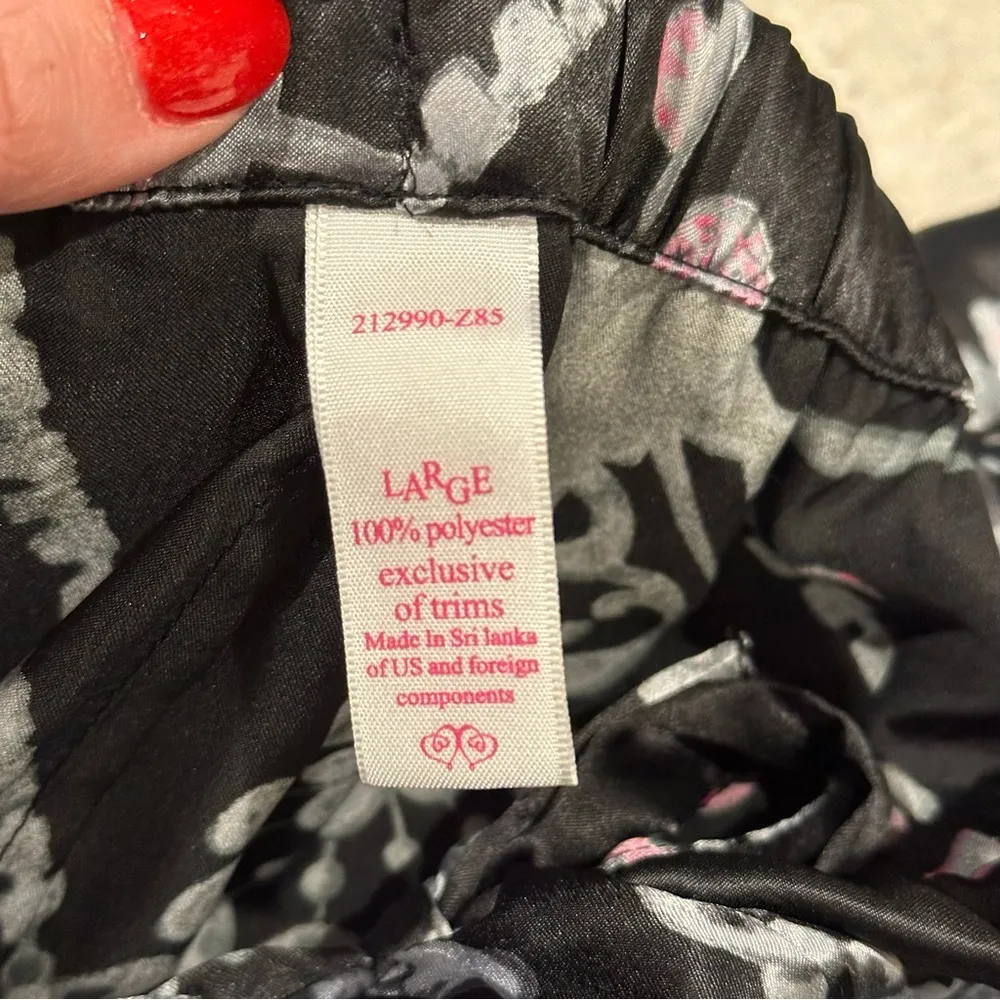 212990-Z85
LARGE
100% polyester
exclusive
of trims
Made In Sri lanka
of US and foreign
components